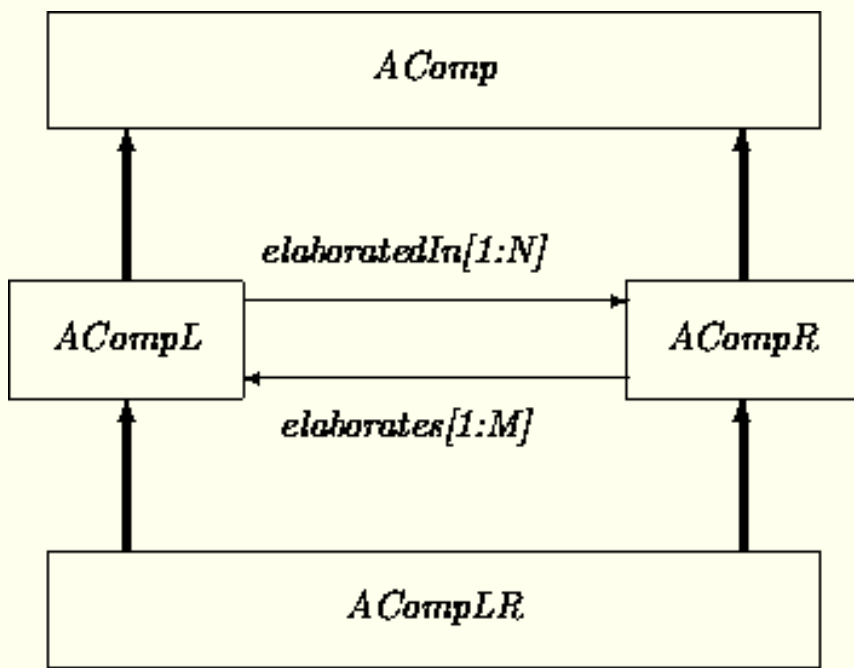 AComp
elaboratedIn[1:N]
ACompL
ACompR
elaborates[1:M]
ACompLR